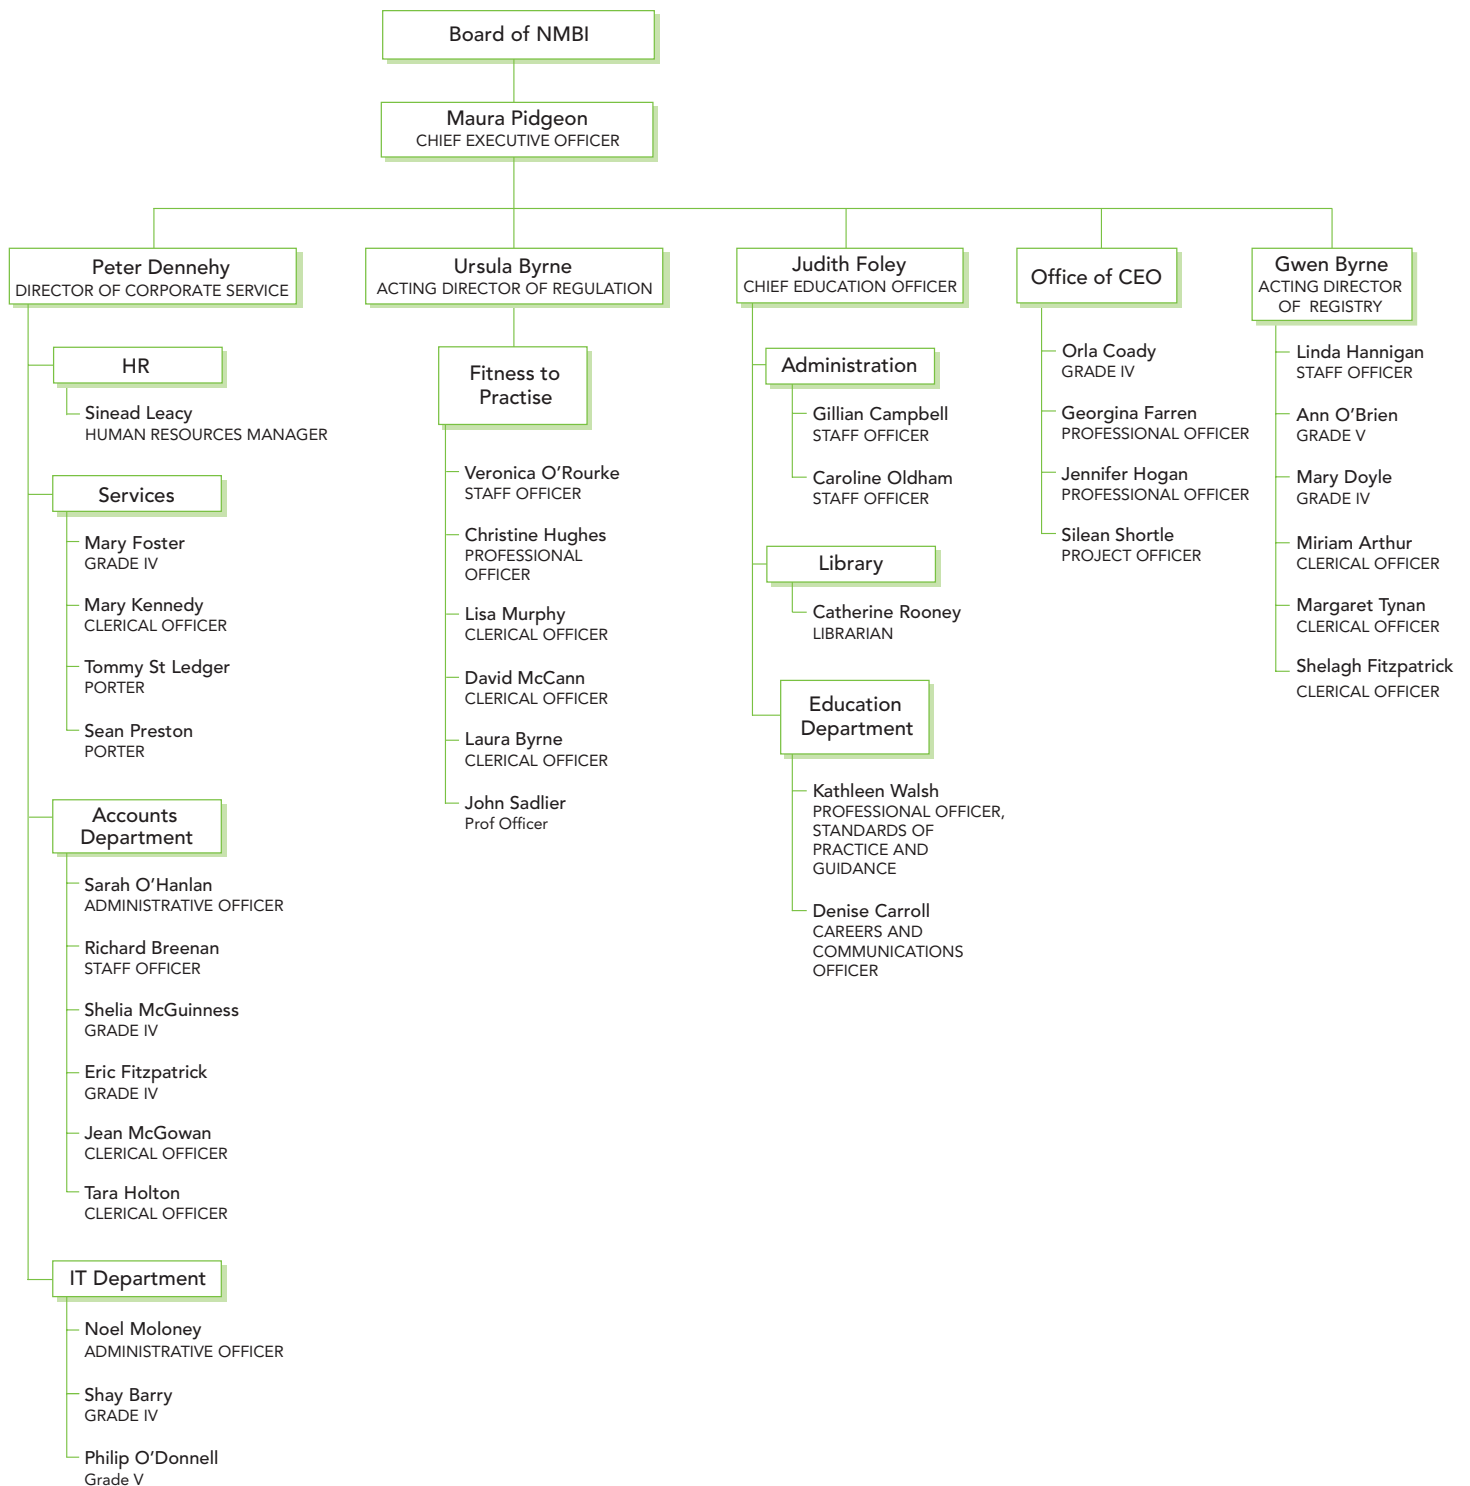 Board of NMBI
Maura Pidgeon
CHIEF EXECUTIVE OFFICER
Peter Dennehy
DIRECTOR OF CORPORATE SERVICE
HR
Sinead Leacy
HUMAN RESOURCES MANAGER
Services
Mary Foster
GRADE IV
Mary Kennedy
CLERICAL OFFICER
Tommy St Ledger
PORTER
Sean Preston
PORTER
Accounts
Department
Sarah O’Hanlan
ADMINISTRATIVE OFFICER
Richard Breenan
STAFF OFFICER
Shelia McGuinness
GRADE IV
Eric Fitzpatrick
GRADE IV
Jean McGowan
CLERICAL OFFICER
Tara Holton
CLERICAL OFFICER
IT Department
Noel Moloney
ADMINISTRATIVE OFFICER
Shay Barry
GRADE IV
Philip O’Donnell
Grade V
Ursula Byrne
ACTING DIRECTOR OF REGULATION
Fitness to
Practise
Veronica O’Rourke
STAFF OFFICER
Christine Hughes
PROFESSIONAL
OFFICER
Lisa Murphy
CLERICAL OFFICER
David McCann
CLERICAL OFFICER
Laura Byrne
CLERICAL OFFICER
John Sadlier
Prof Officer
Judith Foley
CHIEF EDUCATION OFFICER
Administration
Gillian Campbell
STAFF OFFICER
Caroline Oldham
STAFF OFFICER
Library
Catherine Rooney
LIBRARIAN
Education
Department
Kathleen Walsh
PROFESSIONAL OFFICER,
STANDARDS OF
PRACTICE AND
GUIDANCE
Denise Carroll
CAREERS AND
COMMUNICATIONS
OFFICER
Office of CEO
Orla Coady
GRADE IV
Georgina Farren
PROFESSIONAL OFFICER
Jennifer Hogan
PROFESSIONAL OFFICER
Silean Shortle
PROJECT OFFICER
Gwen Byrne
ACTING DIRECTOR
OF REGISTRY
Linda Hannigan
STAFF OFFICER
Ann O’Brien
GRADE V
Mary Doyle
GRADE IV
Miriam Arthur
CLERICAL OFFICER
Margaret Tynan
CLERICAL OFFICER
Shelagh Fitzpatrick
CLERICAL OFFICER